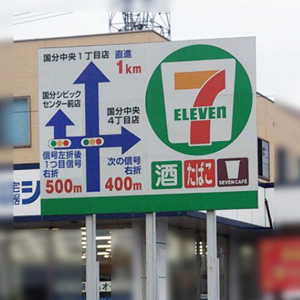 国分中央1丁目店 直進
1km
国分シビック
センター前店
国分中央
4丁目店
信号左折後
1つ目信号
右折
500m
次の信号
右折
400m
7
ELEVEn
酒
たばこ
SEVEN CAFÉ